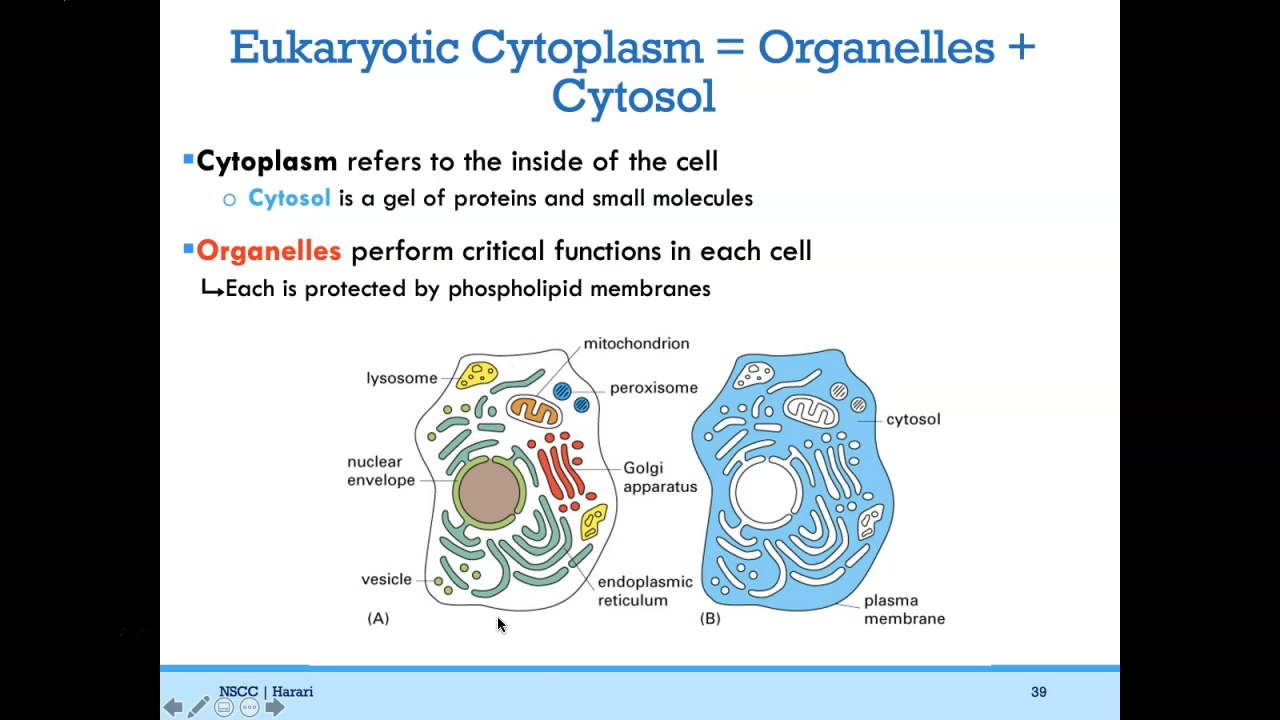 Eukaryotic Cytoplasm = Organelles +
Cytosol
Cytoplasm refers to the inside of the cell
Cytosol is a gel of proteins and small molecules
Organelles perform critical functions in each cell
Each is protected by phospholipid membranes
mitochondrion
lysosome
peroxisome
cytosol
nuclear
envelope
Golgi
apparatus
vesicle
endoplasmic
reticulum
plasma
membrane
(A)
(B)
NSCC | Harari
39